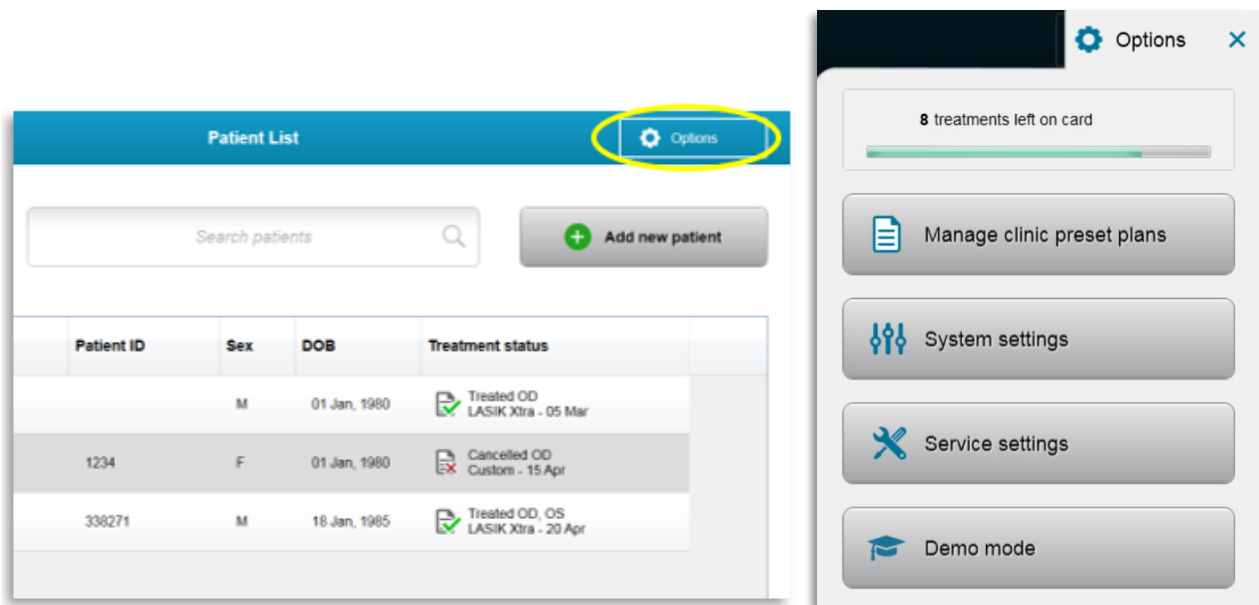 Patient List
Options
Search patients
Add new patient
Patient ID Sex DOB Treatment status
M 01 Jan, 1980 Treated OD
LASIK Xtra - 05 Mar
1234 F 01 Jan, 1980 Cancelled OD
Custom - 15 Apr
338271 M 18 Jan, 1985 Treated OD, OS
LASIK Xtra - 20 Apr
Options
8 treatments left on card
Manage clinic preset plans
System settings
Service settings
Demo mode